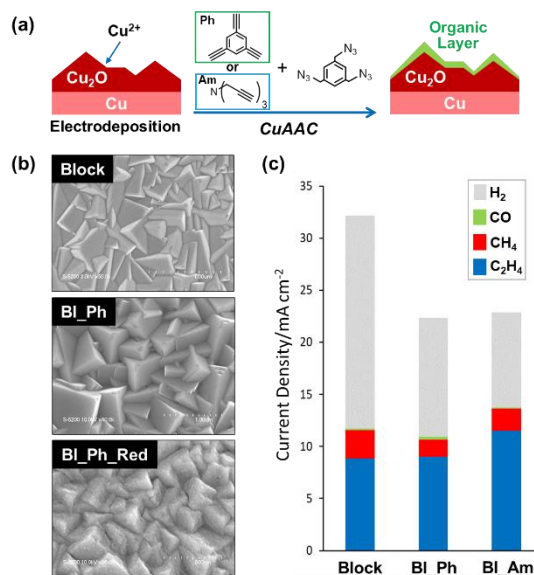 (a)
Cu²⁺
Cu₂O
Cu
Electrodeposition
Ph
or
Am
N
3
+
N₃
N₃
N₃
CuAAC
Organic
Layer
Cu₂O
Cu
(b)
Block
Bl_Ph
Bl_Ph_Red
(c)
Current Density/mA cm⁻²
35
30
25
20
15
10
5
0
H₂
CO
CH₄
C₂H₄
Block
Bl_Ph
Bl_Am